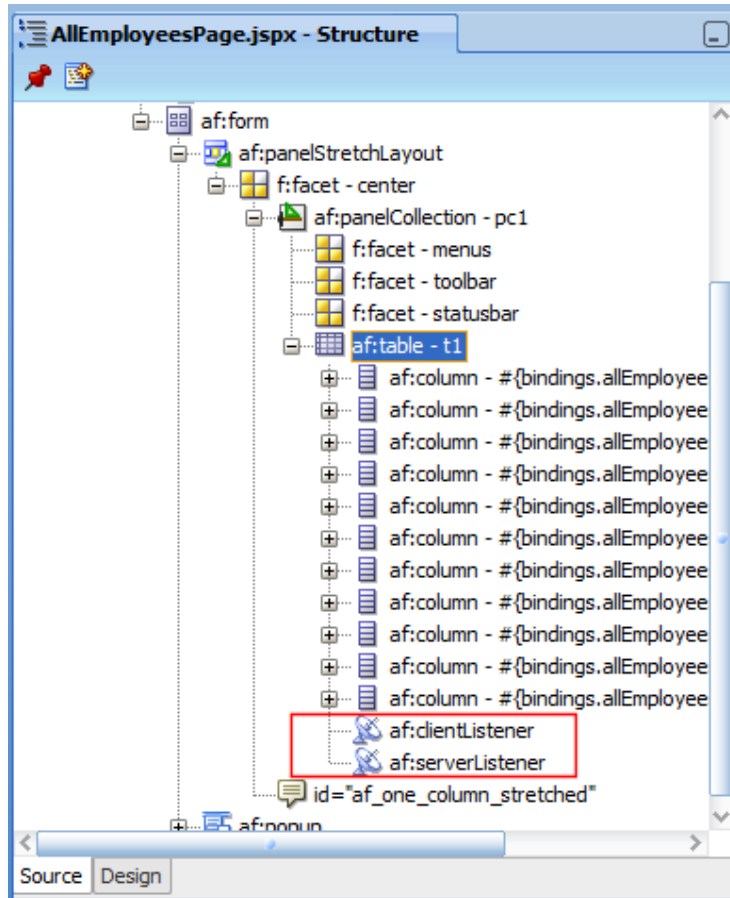 AllEmployeesPage.jspx - Structure
af:form
af:panelStretchLayout
f:facet - center
af:panelCollection - pc1
f:facet - menus
f:facet - toolbar
f:facet - statusbar
af:table - t1
af:column - #{bindings.allEmployee
af:column - #{bindings.allEmployee
af:column - #{bindings.allEmployee
af:column - #{bindings.allEmployee
af:column - #{bindings.allEmployee
af:column - #{bindings.allEmployee
af:column - #{bindings.allEmployee
af:column - #{bindings.allEmployee
af:column - #{bindings.allEmployee
af:column - #{bindings.allEmployee
af:column - #{bindings.allEmployee
af:clientListener
af:serverListener
id="af_one_column_stretched"
af:popup
Source Design